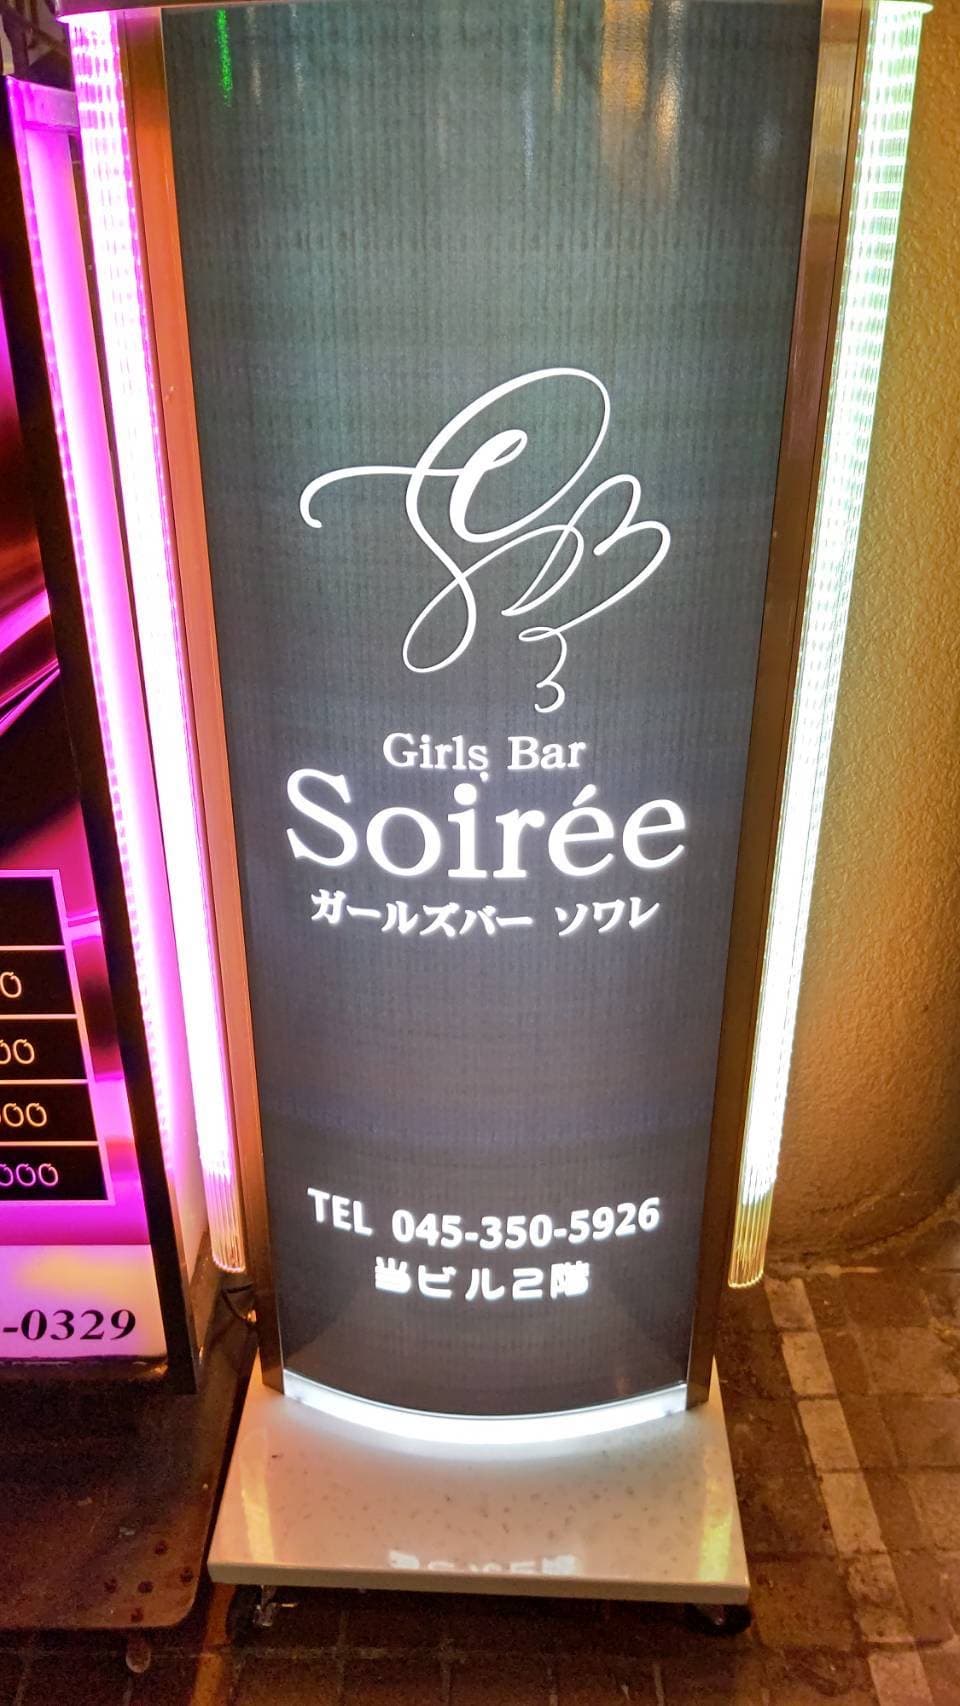 Girls Bar
Soirée
ガールズバー ソワレ
TEL 045-350-5926
当ビル2階
-0329